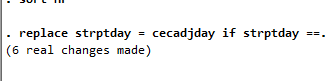 . replace strptday = cecadjday if strptday ==.
(6 real changes made)